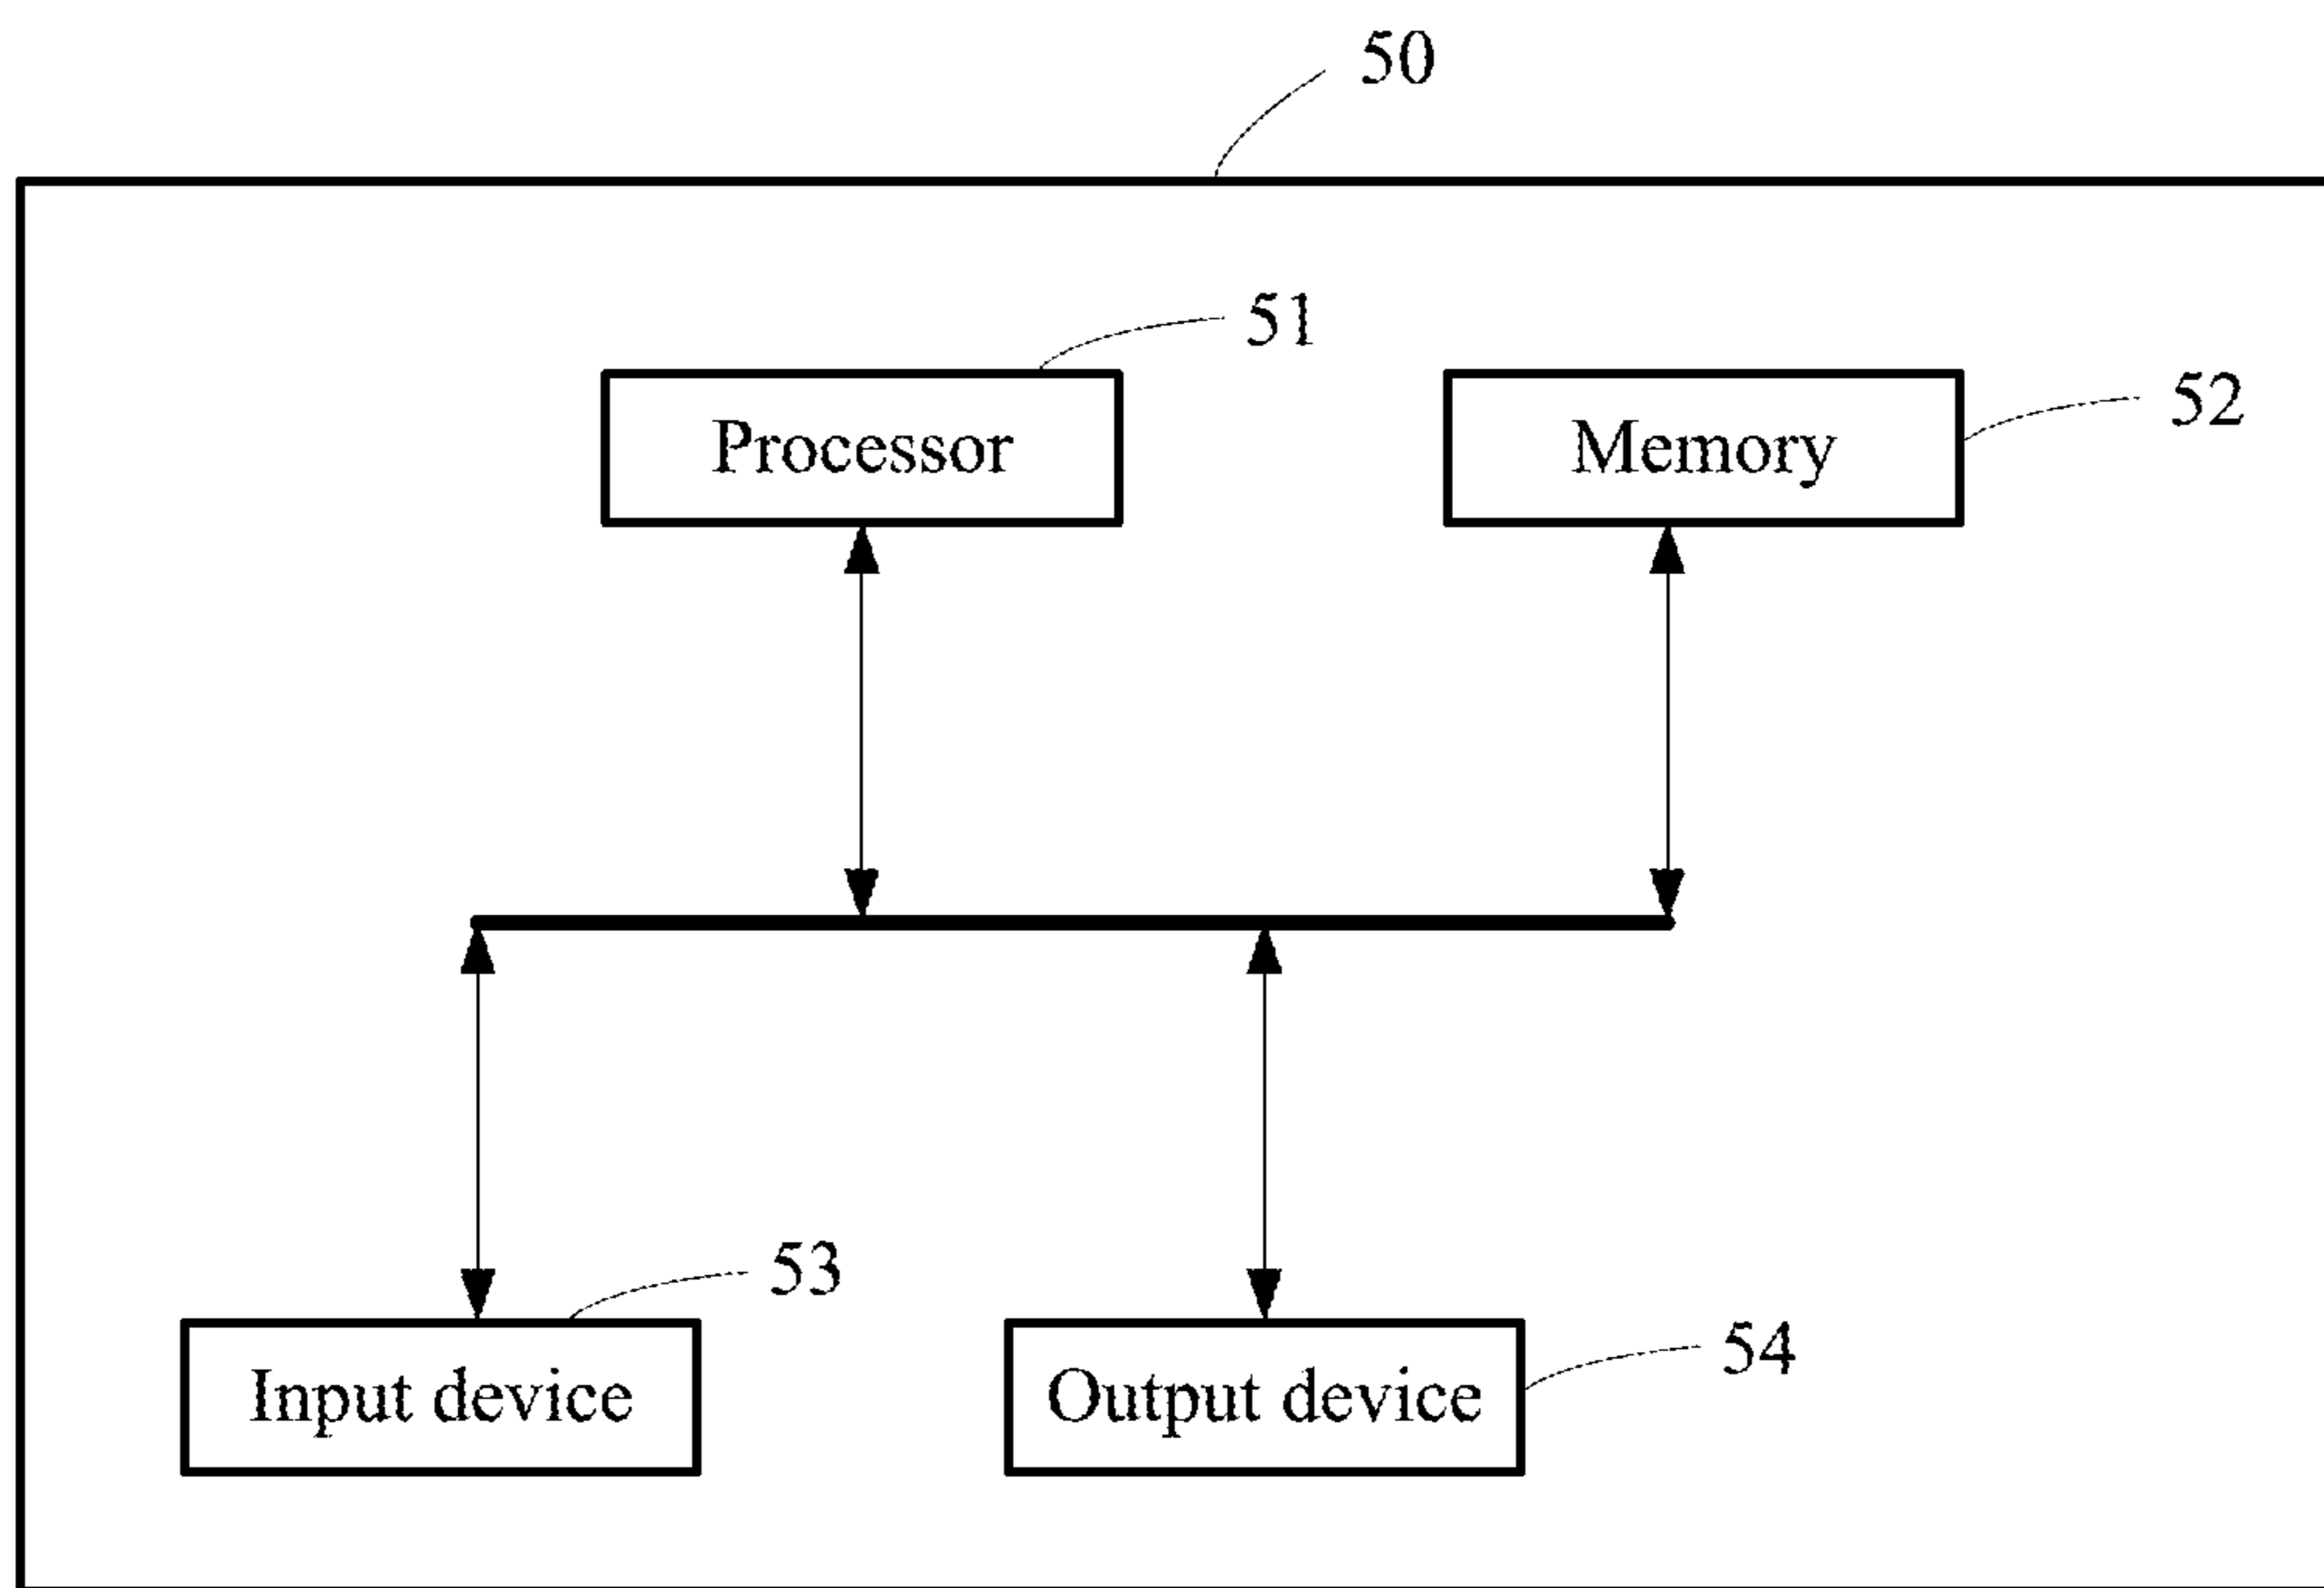 50
51
Processor
Memory
52
53
Input device
Output device
54